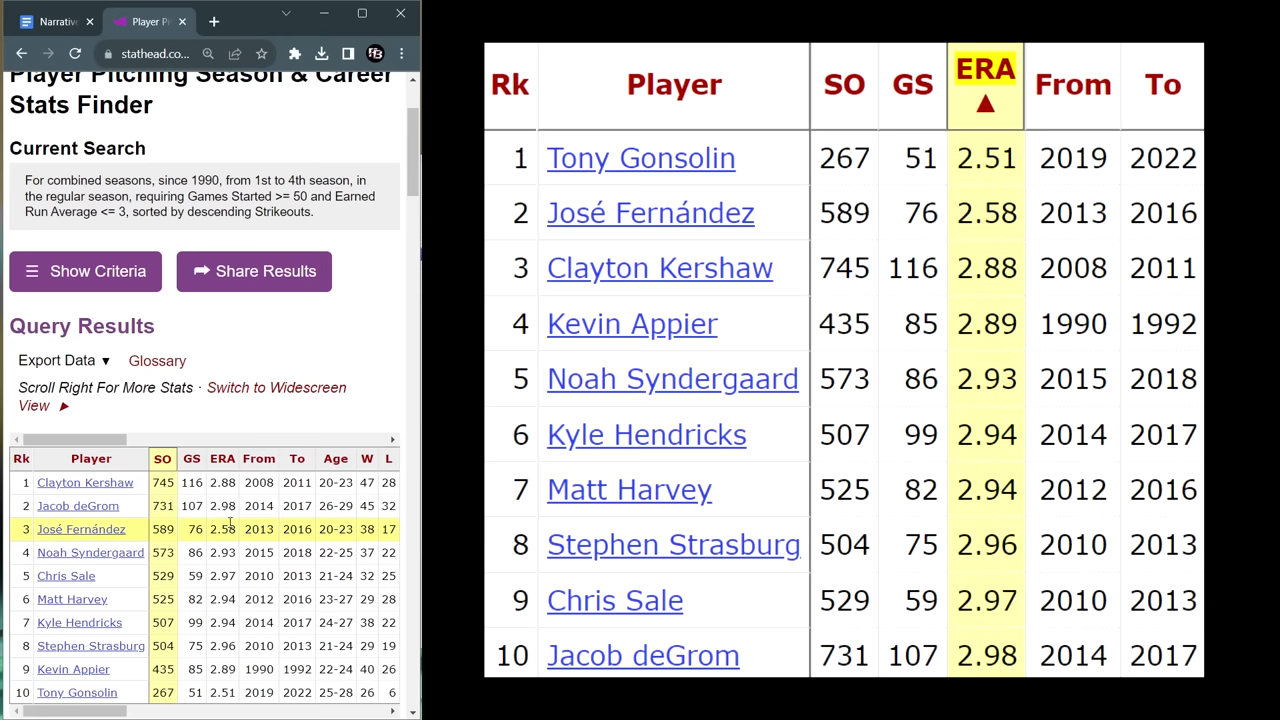 Narrative
Player Pi
stathead.co...
Player Pitching Season & Career
Stats Finder
Current Search
For combined seasons, since 1990, from 1st to 4th season, in
the regular season, requiring Games Started >= 50 and Earned
Run Average <= 3, sorted by descending Strikeouts.
☰ Show Criteria
Share Results
Query Results
Export Data ▼ Glossary
Scroll Right For More Stats · Switch to Widescreen
View ►
Rk Player SO GS ERA From To Age W L
1 Clayton Kershaw 745 116 2.88 2008 2011 20-23 47 28
2 Jacob deGrom 731 107 2.98 2014 2017 26-29 45 32
3 José Fernández 589 76 2.58 2013 2016 20-23 38 17
4 Noah Syndergaard 573 86 2.93 2015 2018 22-25 37 22
5 Chris Sale 529 59 2.97 2010 2013 21-24 32 25
6 Matt Harvey 525 82 2.94 2012 2016 23-27 29 28
7 Kyle Hendricks 507 99 2.94 2014 2017 24-27 38 22
8 Stephen Strasburg 504 75 2.96 2010 2013 21-24 29 19
9 Kevin Appier 435 85 2.89 1990 1992 22-24 40 26
10 Tony Gonsolin 267 51 2.51 2019 2022 25-28 26 6
Rk Player SO GS ERA ▲ From To
1 Tony Gonsolin 267 51 2.51 2019 2022
2 José Fernández 589 76 2.58 2013 2016
3 Clayton Kershaw 745 116 2.88 2008 2011
4 Kevin Appier 435 85 2.89 1990 1992
5 Noah Syndergaard 573 86 2.93 2015 2018
6 Kyle Hendricks 507 99 2.94 2014 2017
7 Matt Harvey 525 82 2.94 2012 2016
8 Stephen Strasburg 504 75 2.96 2010 2013
9 Chris Sale 529 59 2.97 2010 2013
10 Jacob deGrom 731 107 2.98 2014 2017